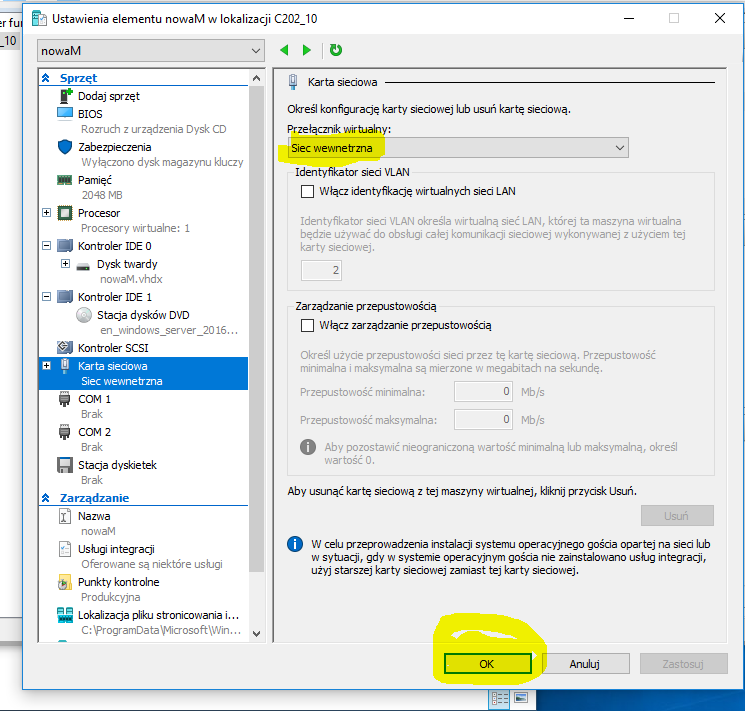 Ustawienia elementu nowaM w lokalizacji C202_10
er fur
_10
nowaM
Sprzęt
Dodaj sprzęt
BIOS
Rozruch z urządzenia Dysk CD
Zabezpieczenia
Wyłączono dysk magazynu kluczy
Pamięć
2048 MB
Procesor
Procesory wirtualne: 1
Kontroler IDE 0
Dysk twardy
nowaM.vhdx
Kontroler IDE 1
Stacja dysków DVD
en_windows_server_2016...
Kontroler SCSI
Karta sieciowa
Siec wewnetrzna
COM 1
Brak
COM 2
Brak
Stacja dyskietek
Brak
Zarządzanie
Nazwa
nowaM
Usługi integracji
Oferowane są niektóre usługi
Punkty kontrolne
Produkcyjna
Lokalizacja pliku stronicowania i...
C:\ProgramData\Microsoft\Win...
Karta sieciowa
Określ konfigurację karty sieciowej lub usuń kartę sieciową.
Przełącznik wirtualny:
Siec wewnetrzna
Identyfikator sieci VLAN
Włącz identyfikację wirtualnych sieci LAN
Identyfikator sieci VLAN określa wirtualną sieć LAN, której ta maszyna wirtualna
będzie używać do obsługi całej komunikacji sieciowej wykonywanej z użyciem tej
karty sieciowej.
2
Zarządzanie przepustowością
Włącz zarządzanie przepustowością
Określ użycie przepustowości sieci przez tę kartę sieciową. Przepustowość
minimalna i maksymalna są mierzone w megabitach na sekundę.
Przepustowość minimalna: 0 Mb/s
Przepustowość maksymalna: 0 Mb/s
Aby pozostawić nieograniczoną wartość minimalną lub maksymalną, określ
wartość 0.
Aby usunąć kartę sieciową z tej maszyny wirtualnej, kliknij przycisk Usuń.
Usuń
W celu przeprowadzenia instalacji systemu operacyjnego gościa opartej na sieci lub
w sytuacji, gdy w systemie operacyjnym gościa nie zainstalowano usług integracji,
użyj starszej karty sieciowej zamiast tej karty sieciowej.
OK Anuluj Zastosuj